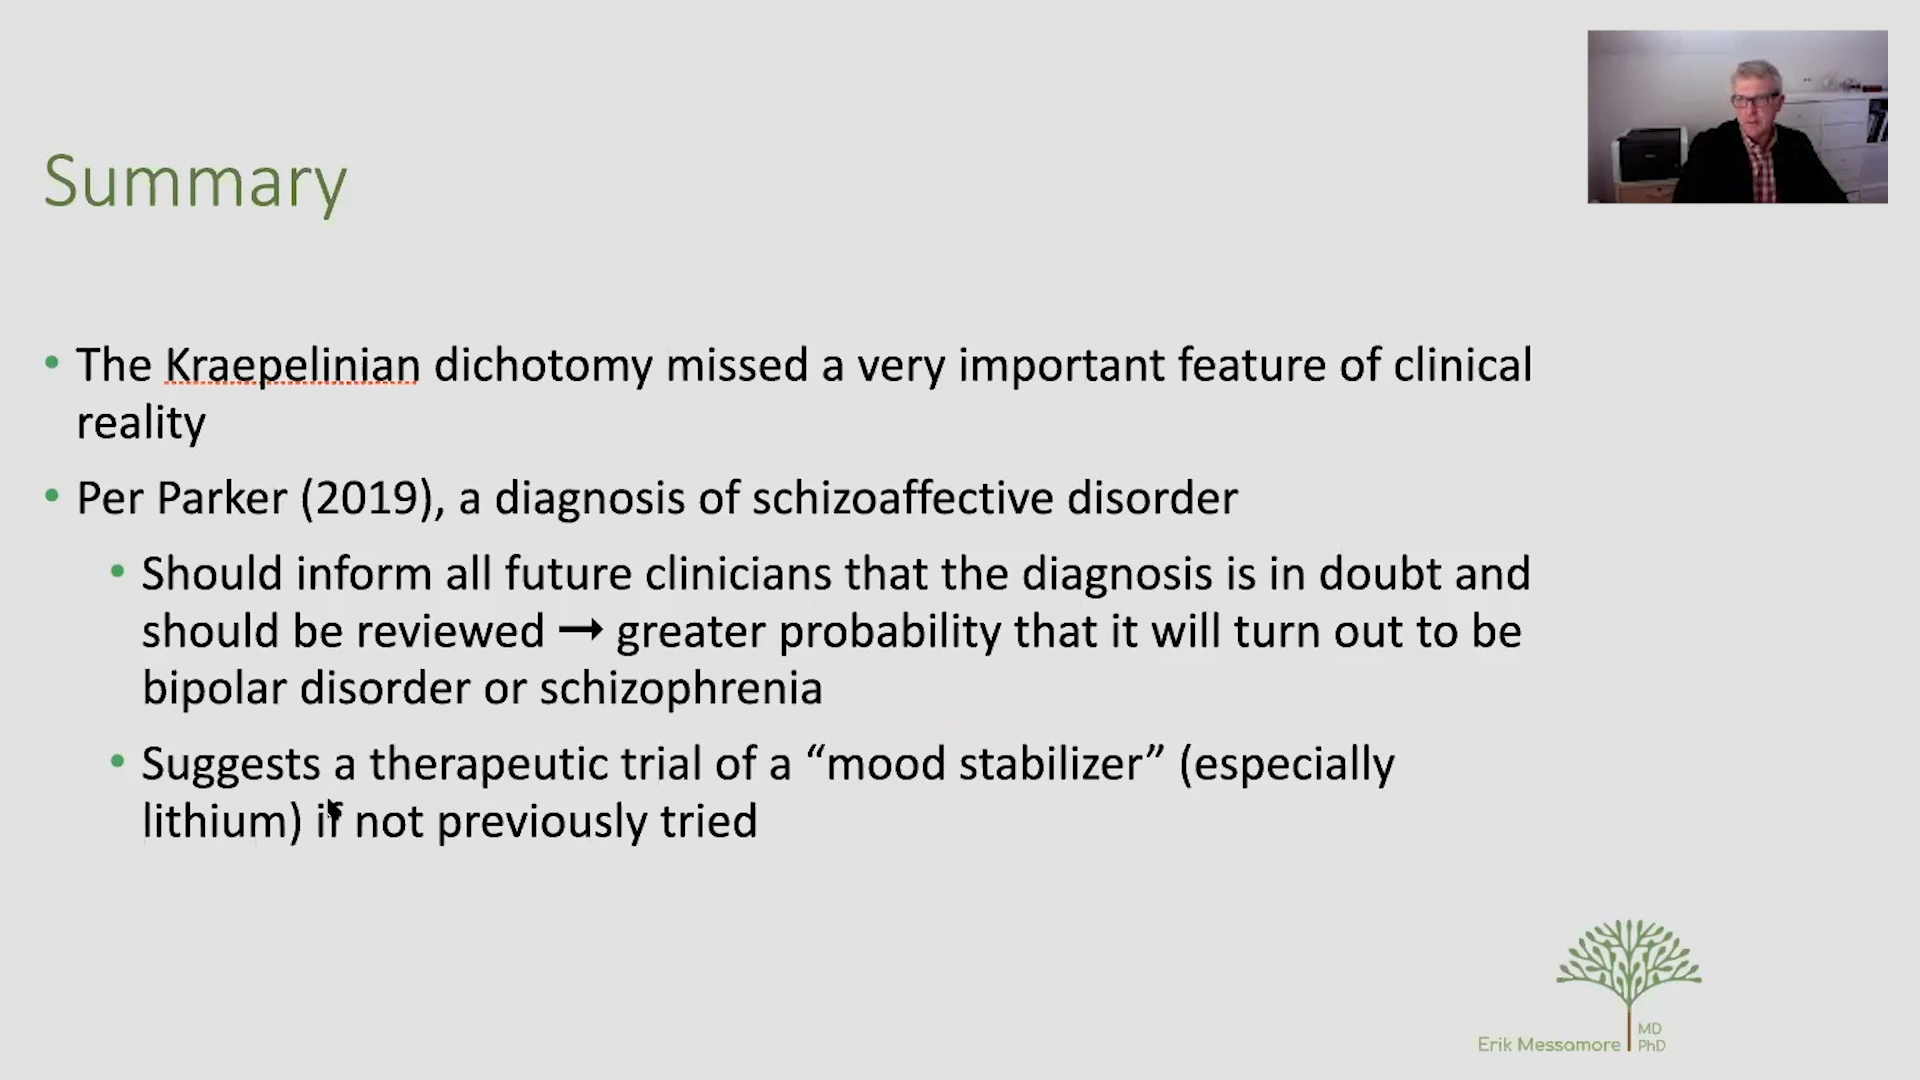 Summary
• The Kraepelinian dichotomy missed a very important feature of clinical
reality
• Per Parker (2019), a diagnosis of schizoaffective disorder
• Should inform all future clinicians that the diagnosis is in doubt and
should be reviewed → greater probability that it will turn out to be
bipolar disorder or schizophrenia
• Suggests a therapeutic trial of a “mood stabilizer” (especially
lithium) if not previously tried
Erik Messamore MD
PhD